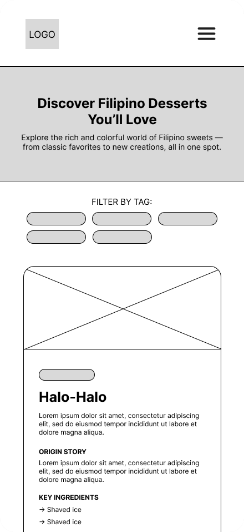 LOGO
Discover Filipino Desserts
You’ll Love
Explore the rich and colorful world of Filipino sweets —
from classic favorites to new creations, all in one spot.
FILTER BY TAG:
Halo-Halo
Lorem ipsum dolor sit amet, consectetur adipiscing
elit, sed do eiusmod tempor incididunt ut labore et
dolore magna aliqua.
ORIGIN STORY
Lorem ipsum dolor sit amet, consectetur adipiscing
elit, sed do eiusmod tempor incididunt ut labore et
dolore magna aliqua.
KEY INGREDIENTS
→ Shaved ice
→ Shaved ice